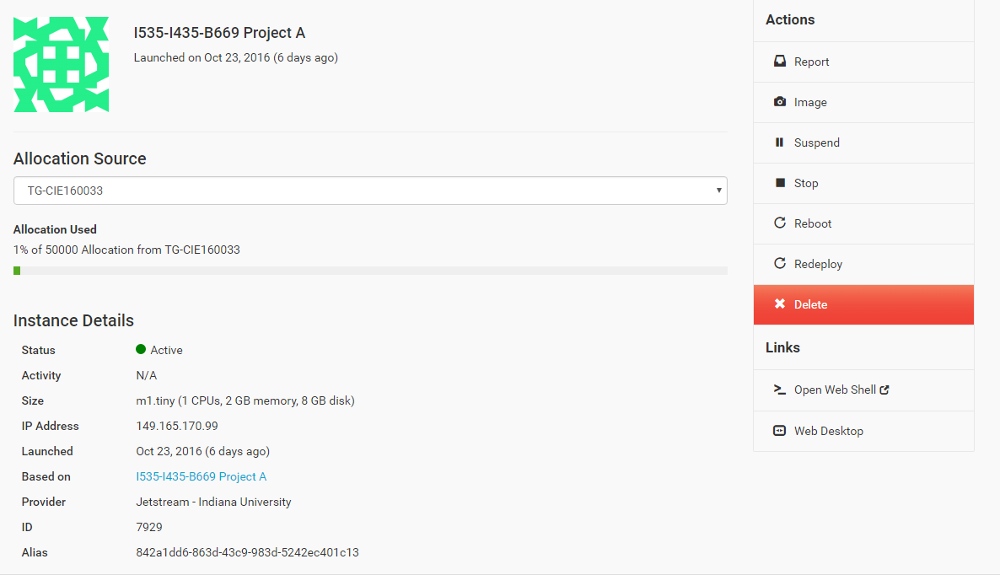 I535-I435-B669 Project A
Launched on Oct 23, 2016 (6 days ago)
Allocation Source
TG-CIE160033
Allocation Used
1% of 50000 Allocation from TG-CIE160033
Instance Details
Status Active
Activity N/A
Size m1.tiny (1 CPUs, 2 GB memory, 8 GB disk)
IP Address 149.165.170.99
Launched Oct 23, 2016 (6 days ago)
Based on I535-I435-B669 Project A
Provider Jetstream - Indiana University
ID 7929
Alias 842a1dd6-863d-43c9-983d-5242ec401c13
Actions
Report
Image
Suspend
Stop
Reboot
Redeploy
Delete
Links
Open Web Shell
Web Desktop